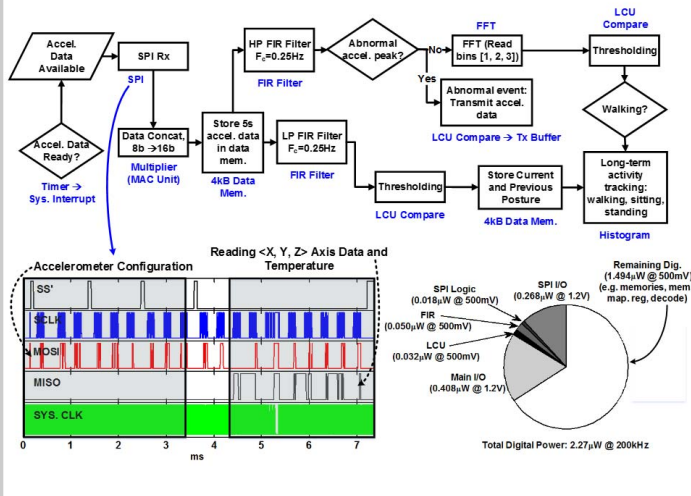 Accel.
Data
Available
SPI Rx
SPI
Accel. Data
Ready?
Timer →
Sys. Interrupt
Data Concat,
8b →16b
Multiplier
(MAC Unit)
Store 5s
accel. data
in data
mem.
4kB Data
Mem.
HP FIR Filter
Fc=0.25Hz
FIR Filter
LP FIR Filter
Fc=0.25Hz
FIR Filter
Abnormal
accel. peak?
No
Yes
FFT
FFT (Read
bins [1, 2, 3])
Abnormal event:
Transmit accel.
data
LCU Compare → Tx Buffer
LCU
Compare
Thresholding
Walking?
Thresholding
LCU Compare
Store Current
and Previous
Posture
4kB Data Mem.
Long-term
activity
tracking:
walking, sitting,
standing
Histogram
Reading <X, Y, Z> Axis Data and
Temperature
Accelerometer Configuration
SS'
SCLK
MOSI
MISO
SYS. CLK
0 1 2 3 4 5 6 7
ms
SPI Logic
(0.018μW @ 500mV)
FIR
(0.050μW @ 500mV)
LCU
(0.032μW @ 500mV)
Main I/O
(0.408μW @ 1.2V)
SPI I/O
(0.268μW @ 1.2V)
Remaining Dig.
(1.494μW @ 500mV)
(e.g. memories, mem
map. reg, decode)
Total Digital Power: 2.27μW @ 200kHz